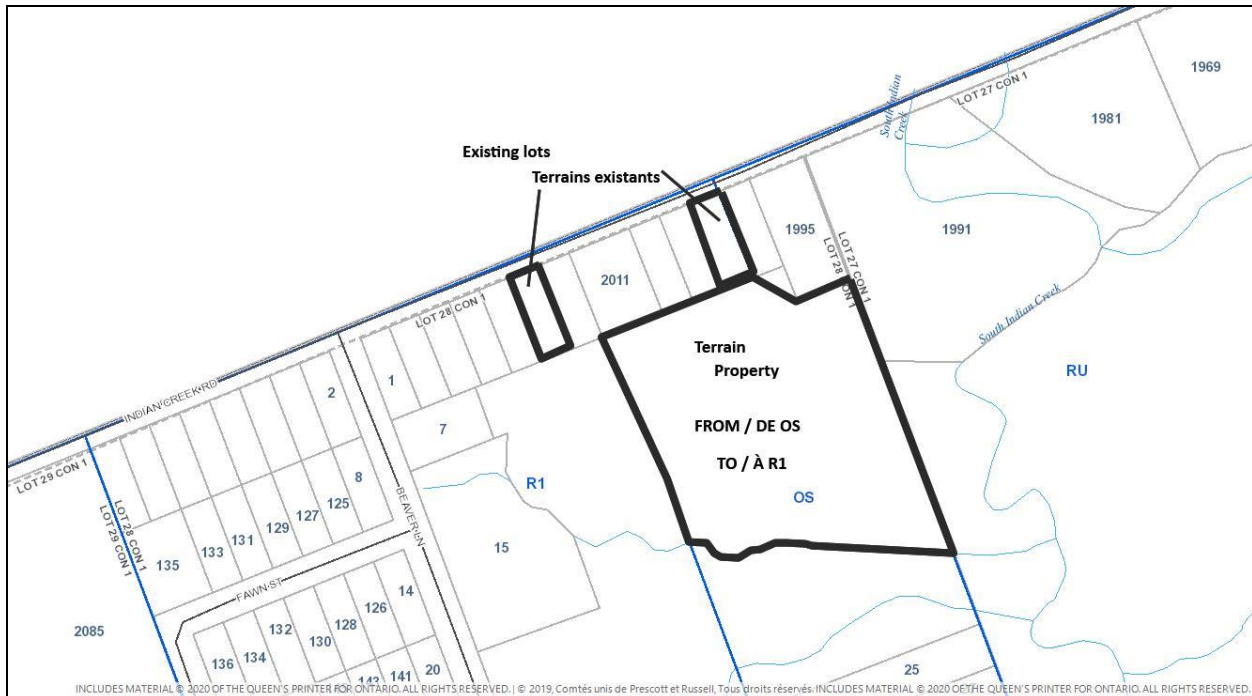 1969
LOT 27 CON 1
South Indian
Creek
1981
Existing lots
Terrains existants
1995
LOT 27 CON 1
LOT 28 CON 1
1991
2011
LOT 28 CON 1
South Indian Creek
Terrain
Property
RU
2
1
INDIAN CREEK RD
7
FROM / DE OS
TO / À R1
LOT 29 CON 1
LOT 28 CON 1
LOT 29 CON 1
8
125
127
129
131
133
135
R1
OS
BEAVER LN
15
FAWN ST
14
126
128
130
132
134
136
2085
20
141
25
INCLUDES MATERIAL © 2020 OF THE QUEEN'S PRINTER FOR ONTARIO. ALL RIGHTS RESERVED. | © 2019, Comtés unis de Prescott et Russell, Tous droits réservés. INCLUDES MATERIAL © 2020 OF THE QUEEN'S PRINTER FOR ONTARIO. ALL RIGHTS RESERVED.